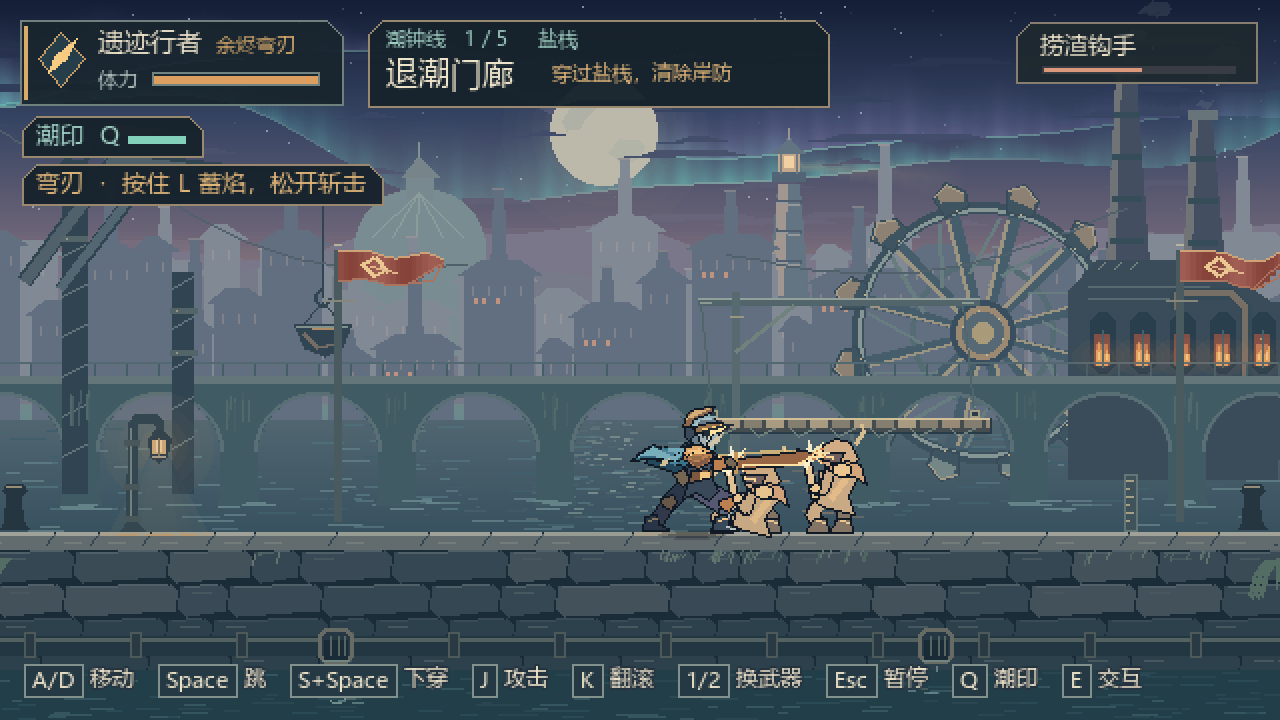 遗迹行者 余烬弯刃
体力
潮钟线 1 / 5 盐栈
退潮门廊 穿过盐栈，清除岸防
捞渣钩手
潮印 Q
弯刃 · 按住 L 蓄焰，松开斩击
A/D 移动 Space 跳 S+Space 下穿 J 攻击 K 翻滚 1/2 换武器 Esc 暂停 Q 潮印 E 交互